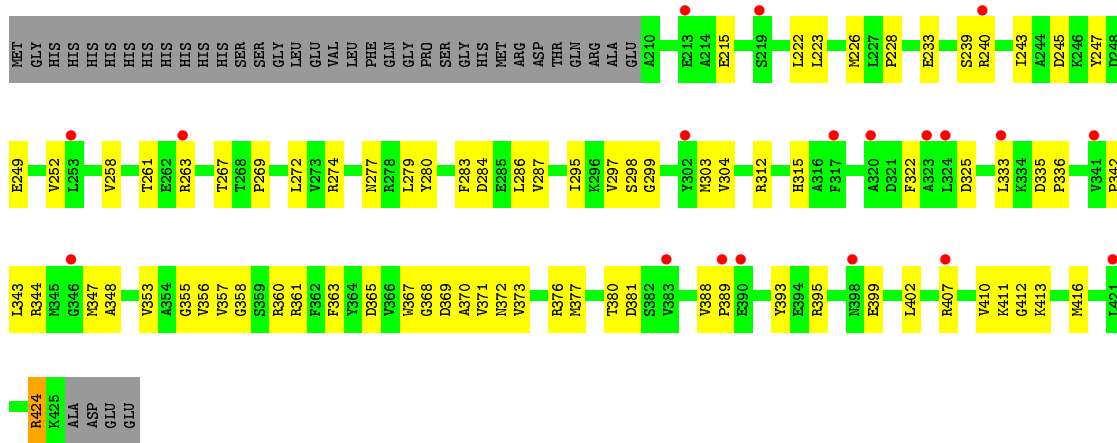 MET GLY HIS HIS HIS HIS HIS HIS HIS HIS HIS HIS SER SER GLY LEU GLU VAL LEU PHE GLN GLY PRO SER GLY HIS MET ARG ASP THR GLN ARG ALA GLU A210 E213 A214 E215 S219 L222 L223 M226 L227 P228 E233 S239 R240 I243 A244 D245 K246 Y247 D248
E249 V252 L253 V258 T261 E262 R263 T267 T268 P269 L272 V273 R274 N277 R278 L279 Y280 F283 D284 E285 L286 V287 I295 K296 V297 S298 G299 Y302 M303 V304 R312 H315 A316 F317 A320 D321 F322 A323 L324 D325 L333 K334 D335 P336 V341 P342
L343 R344 M345 G346 M347 A348 V353 A354 G355 V356 V357 G358 S359 R360 R361 F362 F363 Y364 D365 V366 W367 G368 D369 A370 V371 N372 V373 R376 M377 T380 D381 S382 V383 V388 P389 E390 Y393 E394 R395 N398 E399 L402 R407 V410 K411 G412 K413 M416 L421
R424 K425 ALA ASP GLU GLU